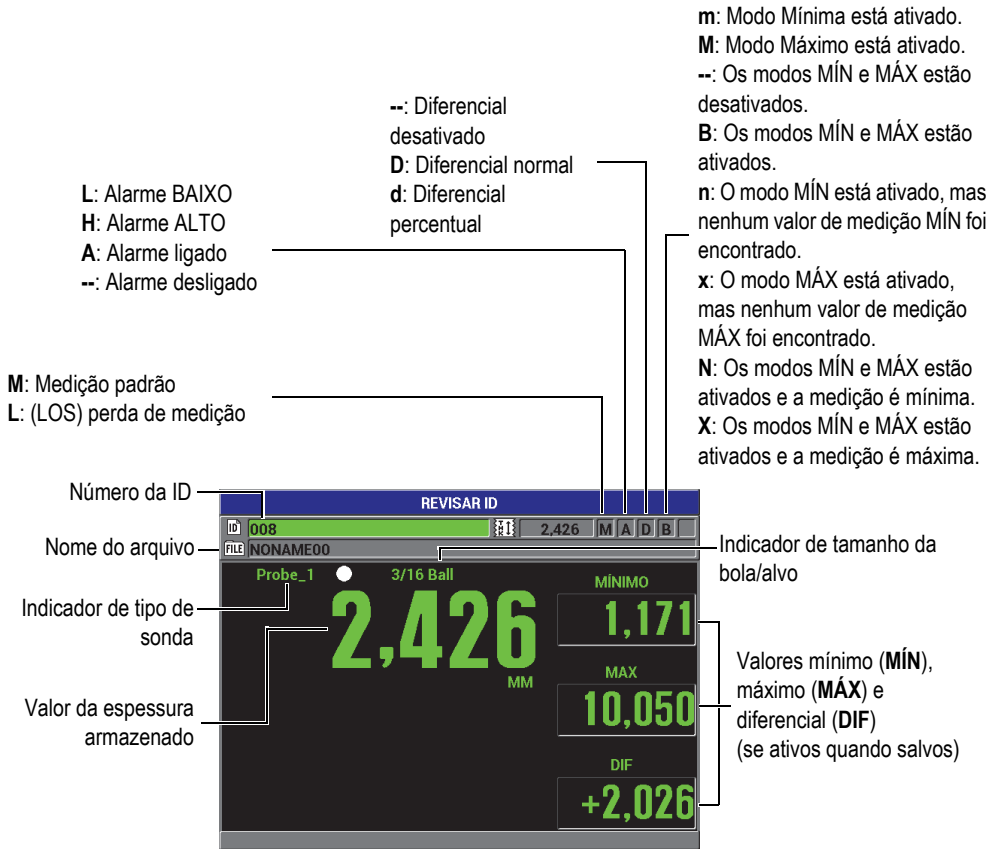 m: Modo Mínima está ativado.
M: Modo Máximo está ativado.
--: Os modos MÍN e MÁX estão
desativados.
B: Os modos MÍN e MÁX estão
ativados.
n: O modo MÍN está ativado, mas
nenhum valor de medição MÍN foi
encontrado.
x: O modo MÁX está ativado,
mas nenhum valor de medição
MÁX foi encontrado.
N: Os modos MÍN e MÁX estão
ativados e a medição é mínima.
X: Os modos MÍN e MÁX estão
ativados e a medição é máxima.
--: Diferencial
desativado
D: Diferencial normal
d: Diferencial
percentual
L: Alarme BAIXO
H: Alarme ALTO
A: Alarme ligado
--: Alarme desligado
M: Medição padrão
L: (LOS) perda de medição
Número da ID
Nome do arquivo
Indicador de tipo de
sonda
Valor da espessura
armazenado
REVISAR ID
ID 008 2,426 M A D B
FILE NONAME00
Probe_1 3/16 Ball
2,426
MM
MÍNIMO
1,171
MAX
10,050
DIF
+2,026
Indicador de tamanho da
bola/alvo
Valores mínimo (MÍN),
máximo (MÁX) e
diferencial (DIF)
(se ativos quando salvos)